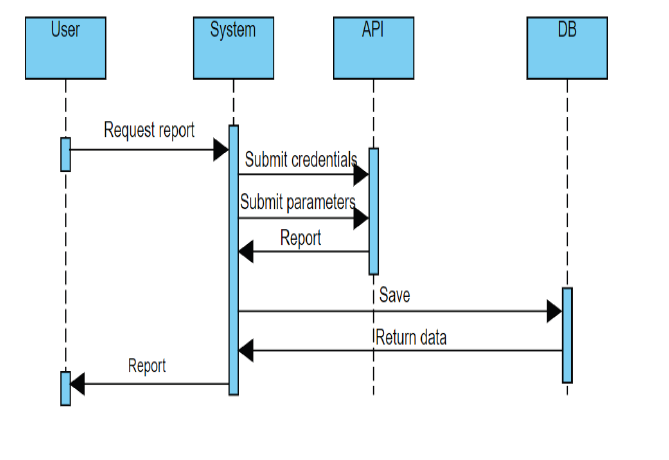 User
System
API
DB
Request report
Submit credentials
Submit parameters
Report
Save
Return data
Report